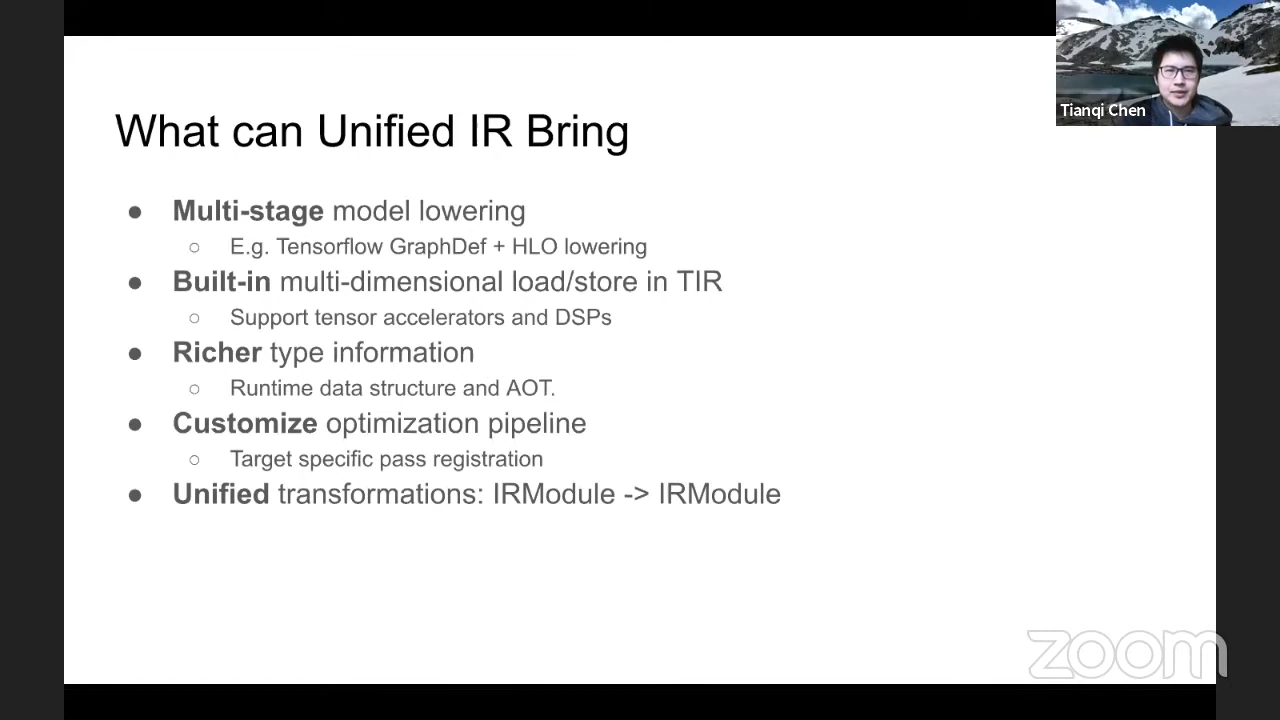 What can Unified IR Bring
Tianqi Chen
● Multi-stage model lowering
○ E.g. Tensorflow GraphDef + HLO lowering
● Built-in multi-dimensional load/store in TIR
○ Support tensor accelerators and DSPs
● Richer type information
○ Runtime data structure and AOT.
● Customize optimization pipeline
○ Target specific pass registration
● Unified transformations: IRModule -> IRModule
zoom